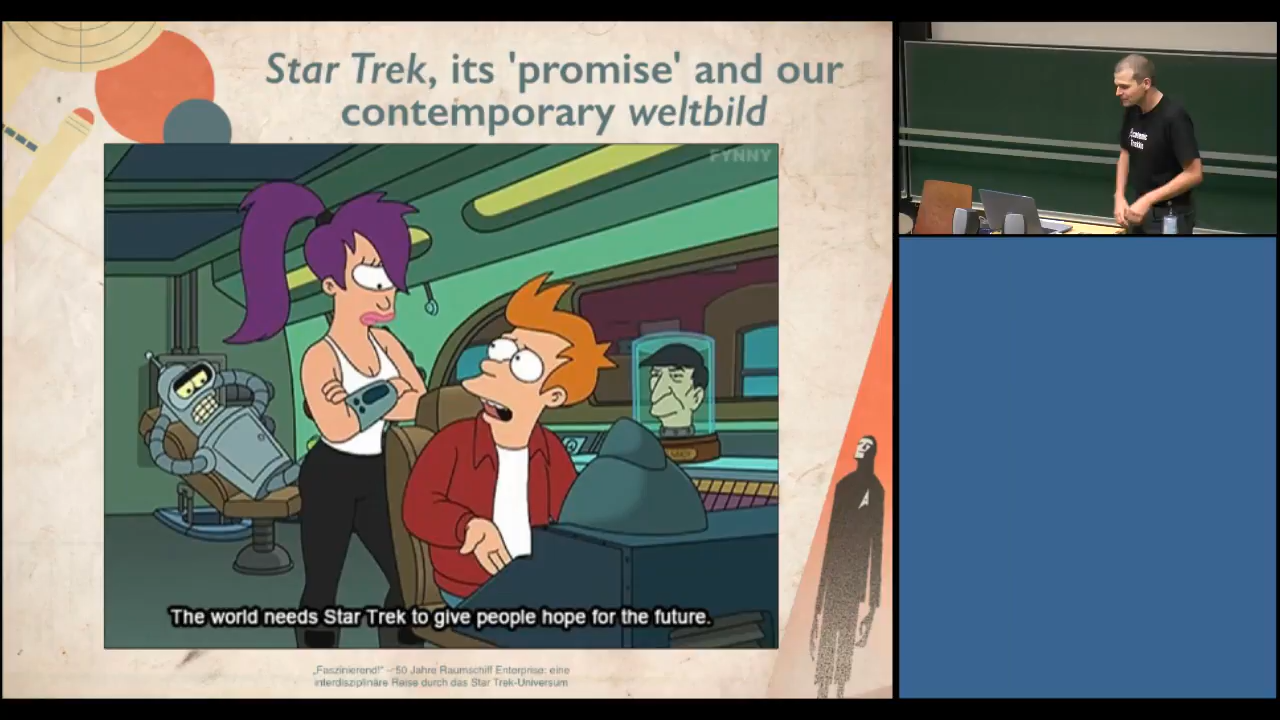 Star Trek, its 'promise' and our
contemporary weltbild
FYNNY
The world needs Star Trek to give people hope for the future.
„Faszinierend!“ – 50 Jahre Raumschiff Enterprise: eine
interdisziplinäre Reise durch das Star Trek-Universum